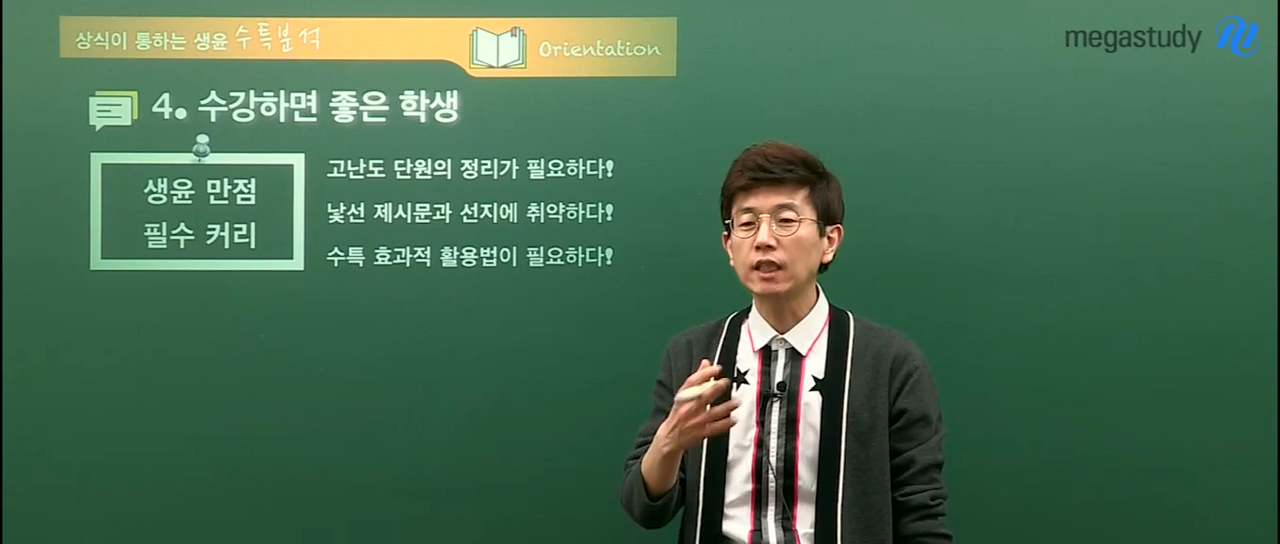 상식이 통하는 생윤 수특분석
Orientation
megastudy
4. 수강하면 좋은 학생
생윤 만점
필수 커리
고난도 단원의 정리가 필요하다!
낯선 제시문과 선지에 취약하다!
수특 효과적 활용법이 필요하다!